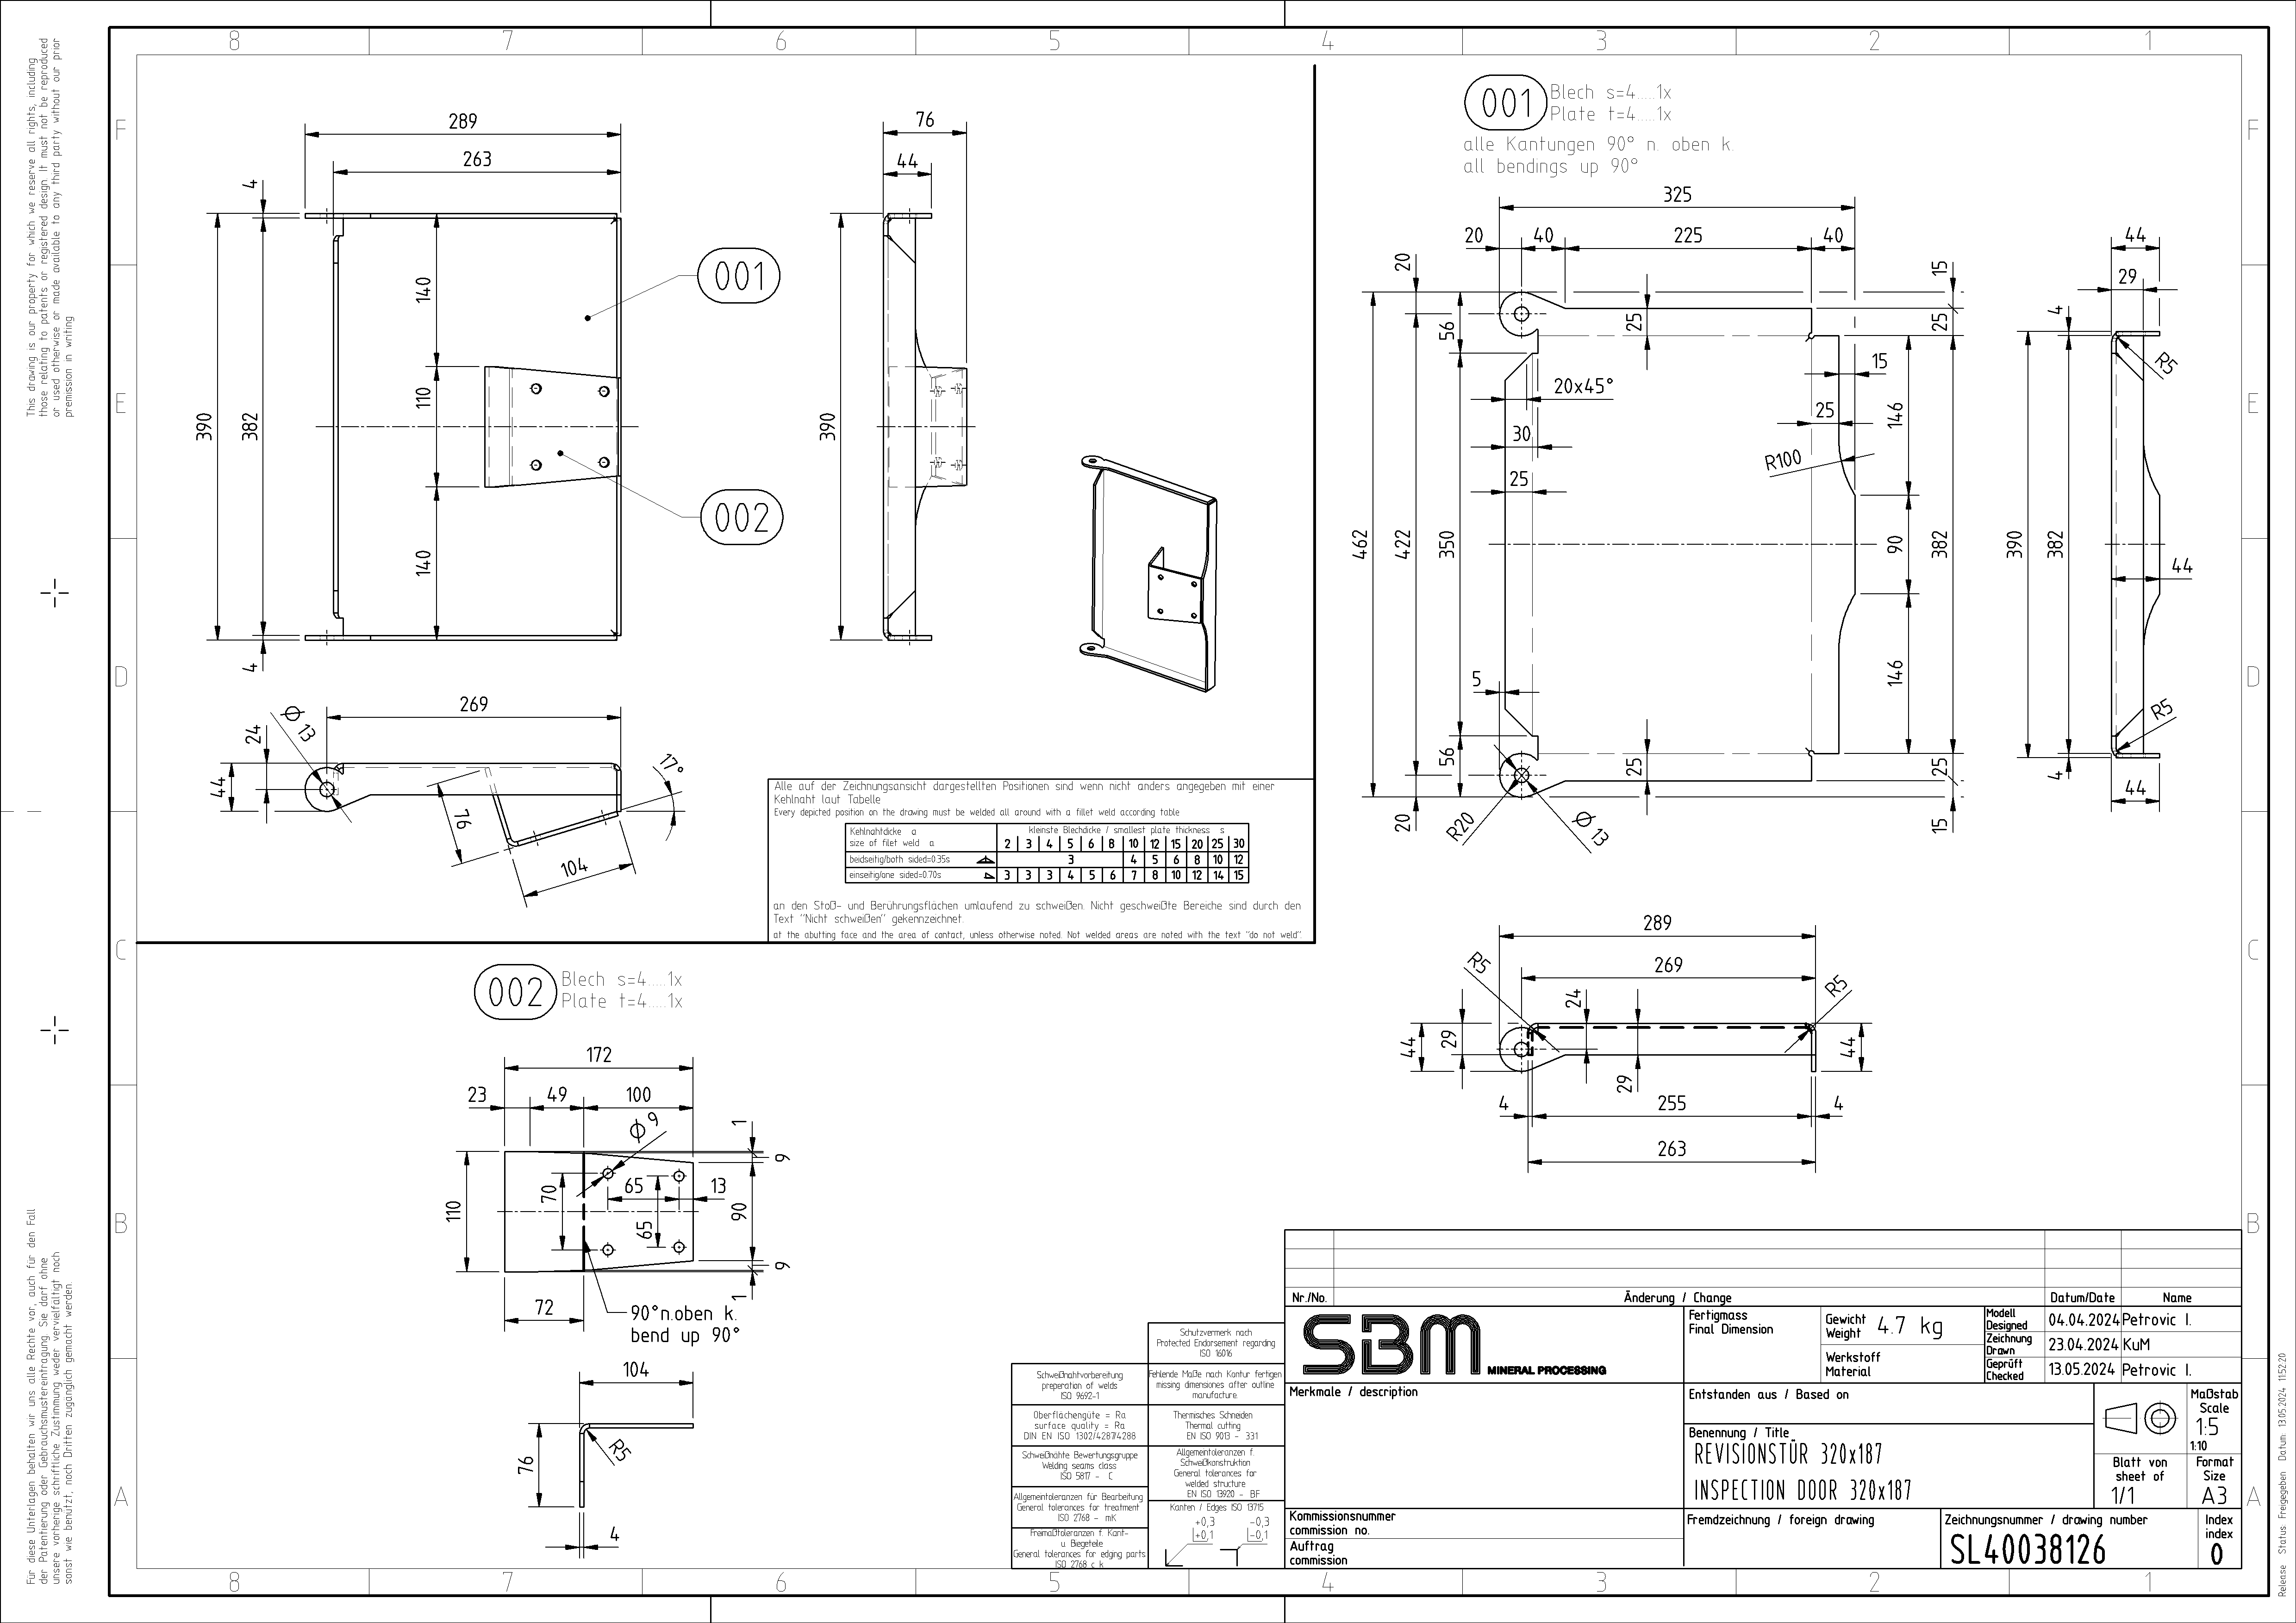 8 7 6 5 4 3 2 1
F
E
D
C
B
A
This drawing is our property for which we reserve all rights, including
those relating to patents or registered design. It must not be reproduced
or used otherwise or made available to any third party without our prior
premission in writing
Für diese Unterlagen behalten wir uns alle Rechte vor, auch für den Fall
der Patentierung oder Gebrauchsmustereintragung. Sie darf ohne
unsere vorherige schriftliche Zustimmung weder vervielfältigt noch
sonst wie benützt, noch Dritten zugänglich gemacht werden.
289
263
4
390
382
140
110
140
4
001
002
76
44
390
269
Ø 13
24
44
76
104
17°
001
Blech s=4.....1x
Plate t=4.....1x
alle Kantungen 90° n. oben k.
all bendings up 90°
325
20 40 225 40
20
56
25
15
25
20x45°
30
25
15
25
R100
146
462
422
350
90
382
5
146
56
25
25
20
R20
Ø 13
15
44
29
4
R5
390
382
44
R5
4
44
289
269
R5
R5
24
44
29
29
44
4 255 4
263
Alle auf der Zeichnungsansicht dargestellten Positionen sind wenn nicht anders angegeben mit einer
Kehlnaht laut Tabelle
Every depicted position on the drawing must be welded all around with a fillet weld according table
Kehlnahtdicke a
size of filet weld a
kleinste Blechdicke / smallest plate thickness s
2 3 4 5 6 8 10 12 15 20 25 30
beidseitig/both sided=0.35s 3 4 5 6 8 10 12
einseitig/one sided=0.70s 3 3 3 4 5 6 7 8 10 12 14 15
an den Stoß- und Berührungsflächen umlaufend zu schweißen. Nicht geschweißte Bereiche sind durch den
Text "Nicht schweißen" gekennzeichnet.
at the abutting face and the area of contact, unless otherwise noted. Not welded areas are noted with the text "do not weld"
002
Blech s=4.....1x
Plate t=4.....1x
172
23 49 100
Ø 9
1
9
110
70
65
13
65
90
9
1
72
90°n.oben k.
bend up 90°
104
76
R5
4
Schutzvermerk nach
Protected Endorsement regarding
ISO 16016
Schweißnahtvorbereitung
preperation of welds
ISO 9692-1
Fehlende Maße nach Kontur fertigen
missing dimensiones after outline
manufacture.
Oberflächengüte = Ra
surface quality = Ra
DIN EN ISO 1302/4287/4288
Thermisches Schneiden
Thermal cutting
EN ISO 9013 - 331
Schweißnähte Bewertungsgruppe
Welding seams class
ISO 5817 - C
Allgemeintoleranzen f.
Schweißkonstruktion
General tolerances for
welded structure
EN ISO 13920 - BF
Allgemeintoleranzen für Bearbeitung
General tolerances for treatment
ISO 2768 - mK
Kanten / Edges ISO 13715
+0,3
+0,1
-0,3
-0,1
Freimaßtoleranzen f. Kant-
u. Biegeteile
General tolerances for edging parts
ISO 2768 c k
Nr./No. Änderung / Change Datum/Date Name
SBM
MINERAL PROCESSING
Fertigmass
Final Dimension
Gewicht
Weight
4.7 kg
Werkstoff
Material
Modell
Designed
04.04.2024 Petrovic I.
Zeichnung
Drawn
23.04.2024 KuM
Geprüft
Checked
13.05.2024 Petrovic I.
Merkmale / description
Entstanden aus / Based on
Maßstab
Scale
1:5
1:10
Benennung / Title
REVISIONSTÜR 320x187
INSPECTION DOOR 320x187
Blatt von
sheet of
1/1
Format
Size
A3
Kommissionsnummer
commission no.
Auftrag
commission
Fremdzeichnung / foreign drawing
Zeichnungsnummer / drawing number
SL40038126
Index
index
0
8 7 6 5 4 3 2 1
Release Status: Freigegeben Datum: 13.05.2024 11:52:20